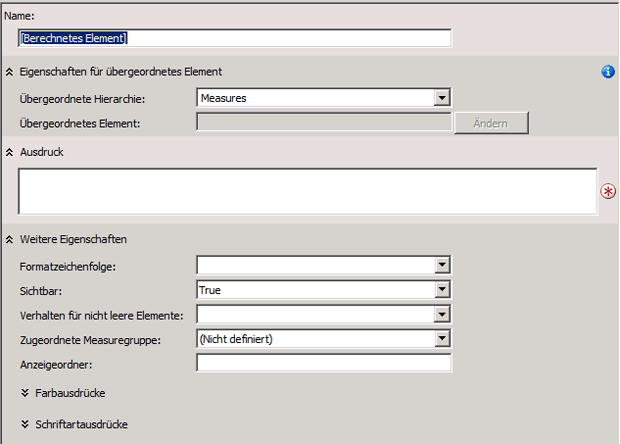 Name:
[Berechnetes Element]
Eigenschaften für übergeordnetes Element
Übergeordnete Hierarchie: Measures
Übergeordnetes Element: Ändern
Ausdruck
Weitere Eigenschaften
Formatzeichenfolge:
Sichtbar: True
Verhalten für nicht leere Elemente:
Zugeordnete Measuregruppe: (Nicht definiert)
Anzeigeordner:
Farbausdrücke
Schriftartausdrücke